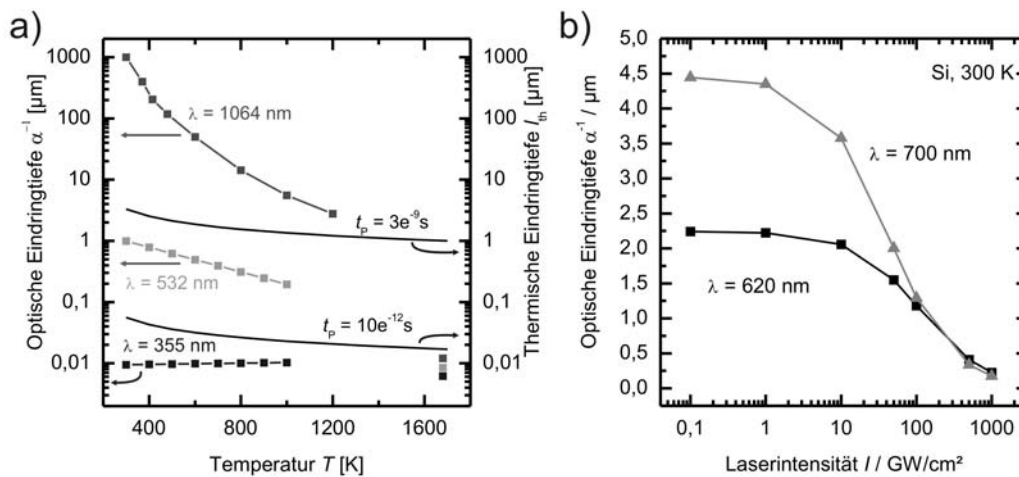 a)
Optische Eindringtiefe α⁻¹ [µm]
1000
100
10
1
0,1
0,01
λ = 1064 nm
t_P = 3e⁻⁹s
λ = 532 nm
t_P = 10e⁻¹²s
λ = 355 nm
1000
100
10
1
0,1
0,01
Thermische Eindringtiefe l_th [µm]
400 800 1200 1600
Temperatur T [K]
b)
Optische Eindringtiefe α⁻¹ / µm
5,0
4,5
4,0
3,5
3,0
2,5
2,0
1,5
1,0
0,5
0,0
Si, 300 K
λ = 700 nm
λ = 620 nm
0,1 1 10 100 1000
Laserintensität I / GW/cm²